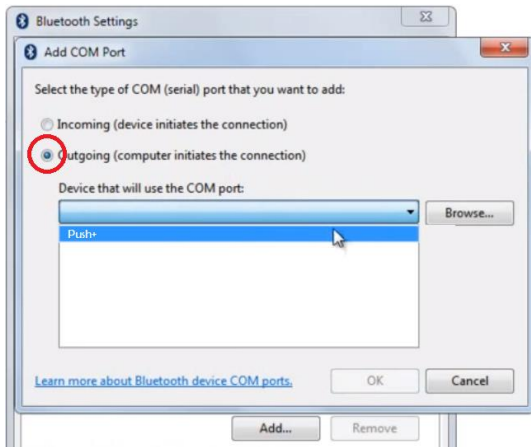 Bluetooth Settings
Add COM Port
Select the type of COM (serial) port that you want to add:
Incoming (device initiates the connection)
Outgoing (computer initiates the connection)
Device that will use the COM port:
Browse...
Push+
Learn more about Bluetooth device COM ports.
OK
Cancel
Add...
Remove